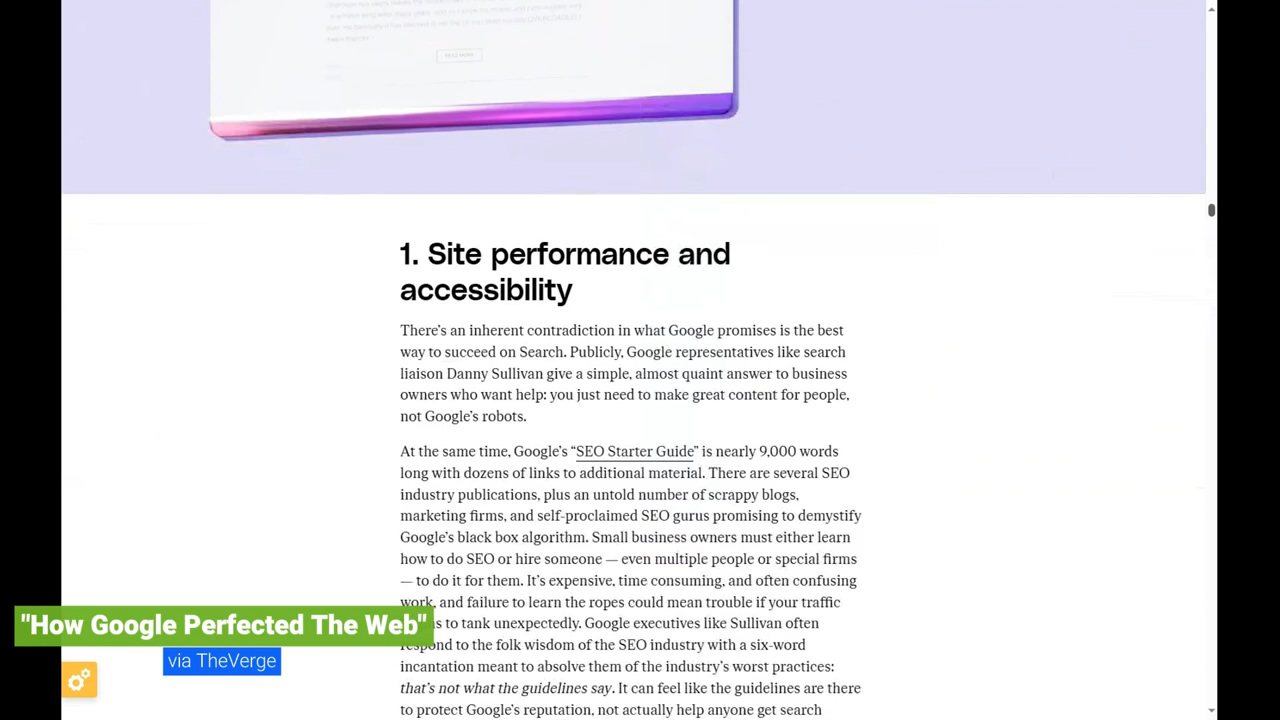 READ MORE
1. Site performance and
accessibility
There's an inherent contradiction in what Google promises is the best
way to succeed on Search. Publicly, Google representatives like search
liaison Danny Sullivan give a simple, almost quaint answer to business
owners who want help: you just need to make great content for people,
not Google's robots.
At the same time, Google's “SEO Starter Guide” is nearly 9,000 words
long with dozens of links to additional material. There are several SEO
industry publications, plus an untold number of scrappy blogs,
marketing firms, and self-proclaimed SEO gurus promising to demystify
Google's black box algorithm. Small business owners must either learn
how to do SEO or hire someone — even multiple people or special firms
— to do it for them. It's expensive, time consuming, and often confusing
work, and failure to learn the ropes could mean trouble if your traffic
to tank unexpectedly. Google executives like Sullivan often
respond to the folk wisdom of the SEO industry with a six-word
incantation meant to absolve them of the industry's worst practices:
that's not what the guidelines say. It can feel like the guidelines are there
to protect Google's reputation, not actually help anyone get search
"How Google Perfected The Web"
via TheVerge